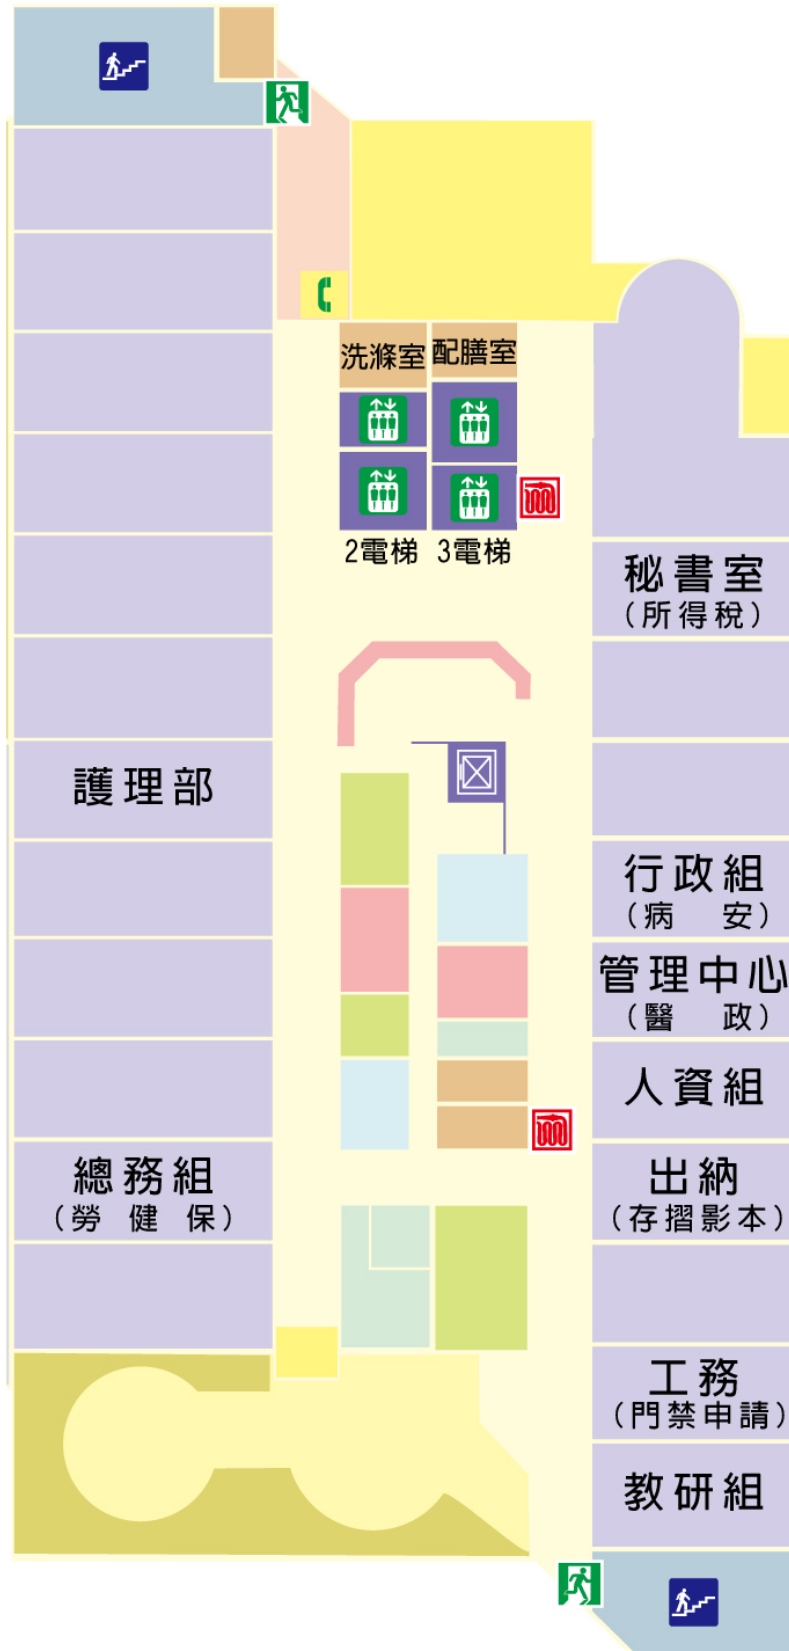 洗滌室
配膳室
2電梯
3電梯
秘書室
（所得稅）
護理部
行政組
（病　安）
管理中心
（醫　政）
人資組
總務組
（勞 健 保）
出納
（存摺影本）
工務
（門禁申請）
教研組